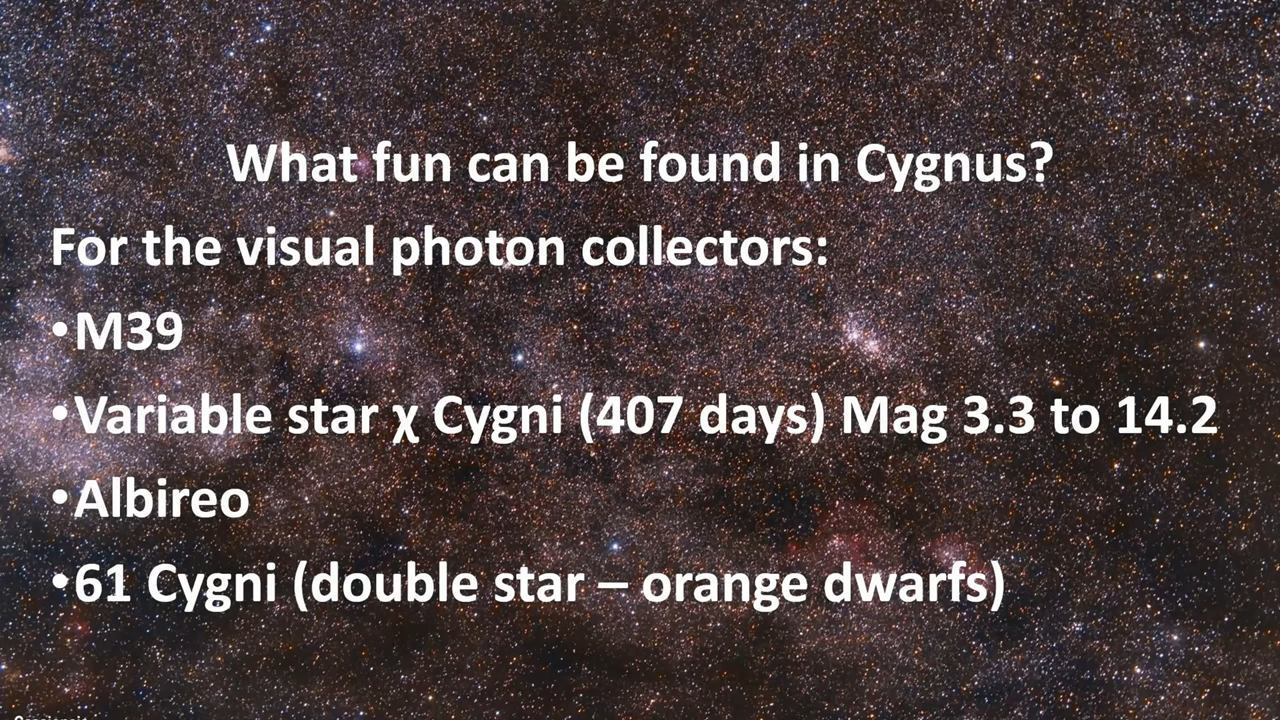 What fun can be found in Cygnus?
For the visual photon collectors:
•M39
•Variable star χ Cygni (407 days) Mag 3.3 to 14.2
•Albireo
•61 Cygni (double star – orange dwarfs)